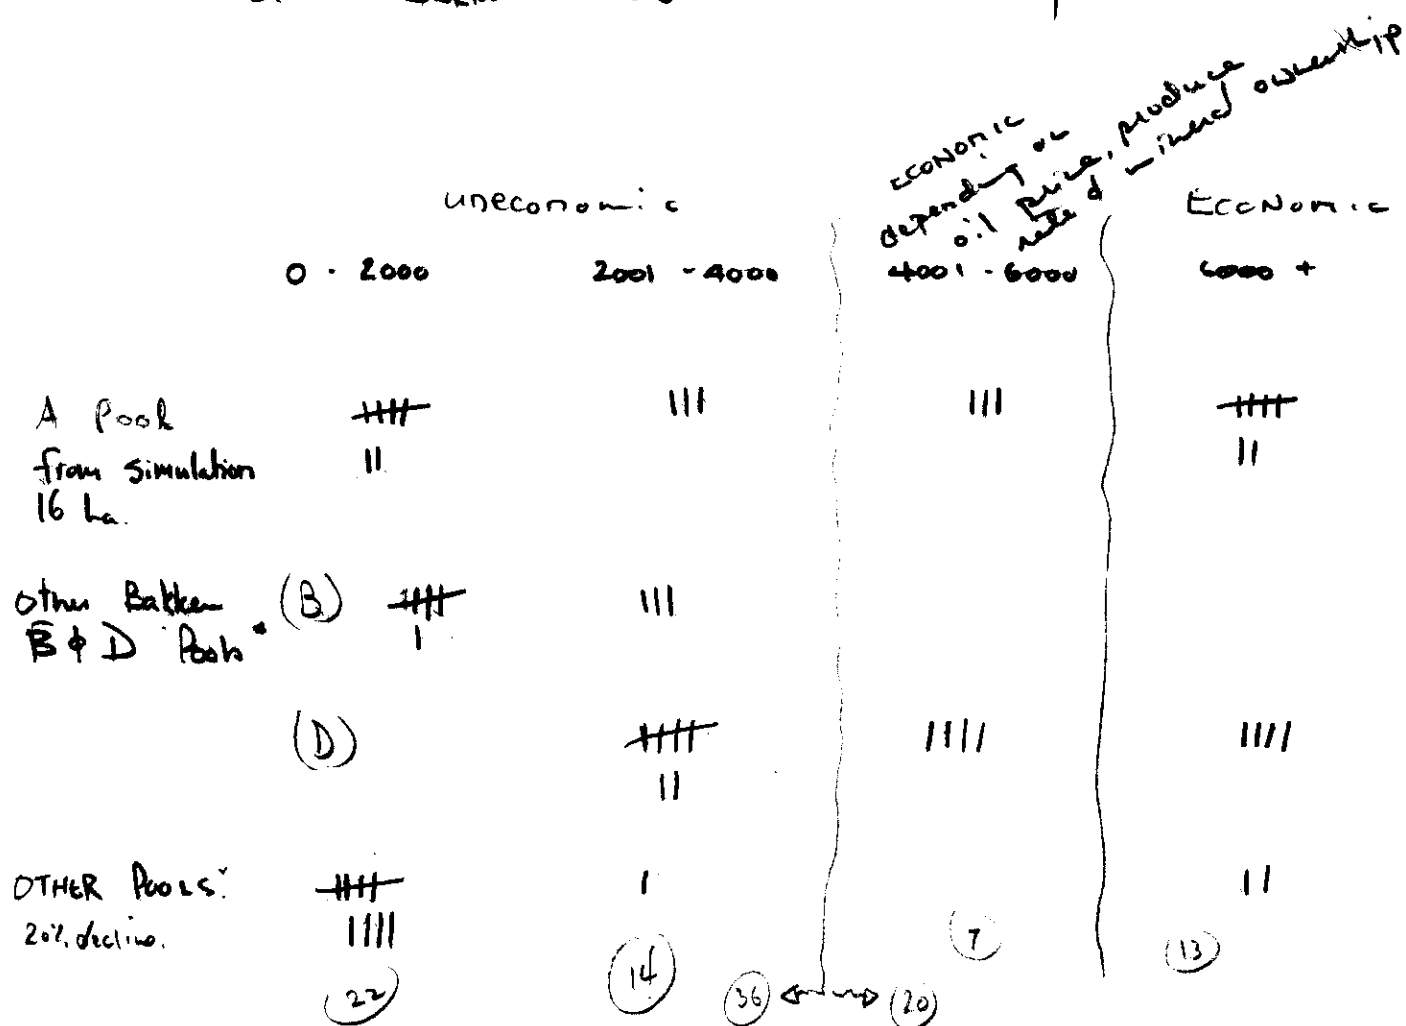 ECONOMIC
depending on
oil price, produce
rate & mineral ownership
uneconomic
ECONOMIC
0 - 2000 2001 - 4000 4001 - 6000 6000 +
A Pool
from simulation
16 ha.
Other Bakken (B)
B & D Pools
(D)
OTHER POOLS:
20% decline.
22 14 36 20 7 13